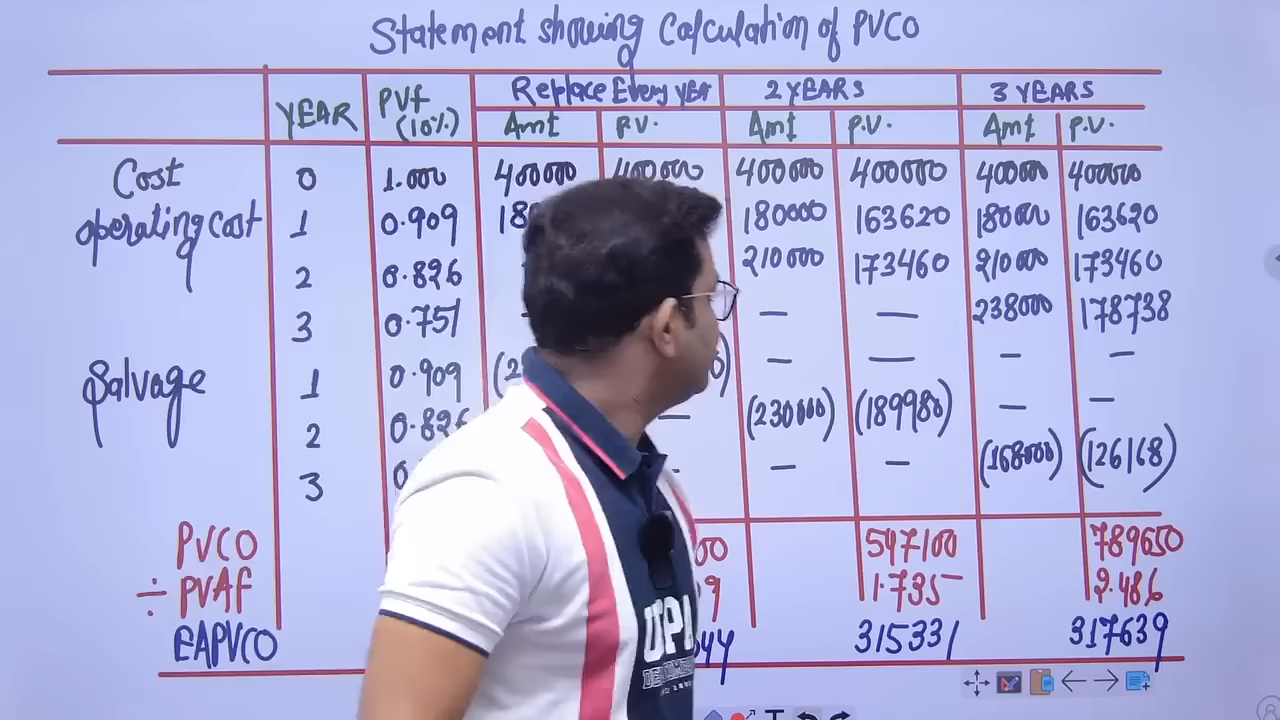 Statement showing Calculation of PVCO
YEAR PVf (10%) Replace Every YEAR 2 YEARS 3 YEARS
Amt P.V. Amt P.V. Amt P.V.
Cost 0 1.000 400000 400000 400000 400000 400000 400000
operating cost 1 0.909 180000 163620 180000 163620
2 0.826 210000 173460 210000 173460
3 0.751 — — 238000 178738
Salvage 1 0.909 — — — —
2 0.826 — (230000) (189980) — —
3 — — — (168000) (126168)
PVCO 547100 789650
÷ PVAF 1.735 2.486
EAPVCO 315331 317639